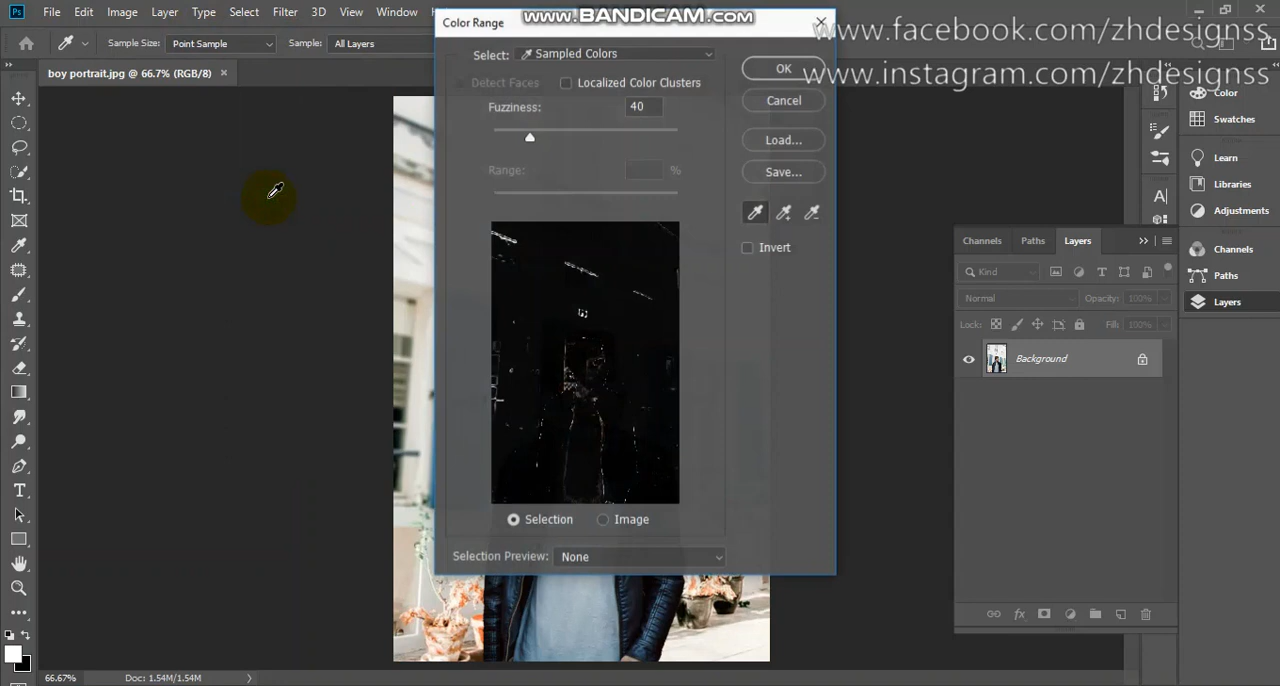 Ps File Edit Image Layer Type Select Filter 3D View Window
Color Range
www.BANDICAM.com
www.facebook.com/zhdesignss
Sample Size: Point Sample Sample: All Layers
Select: Sampled Colors
OK
www.instagram.com/zhdesignss
boy portrait.jpg @ 66.7% (RGB/8) ×
Detect Faces Localized Color Clusters
Color
Fuzziness: 40
Cancel
Swatches
Load...
Learn
Range: %
Save...
Libraries
Adjustments
Invert
Channels Paths Layers
Channels
Kind
Paths
Normal Opacity: 100%
Layers
Lock: Fill: 100%
Background
Selection Image
Selection Preview: None
fx
66.67% Doc: 1.54M/1.54M